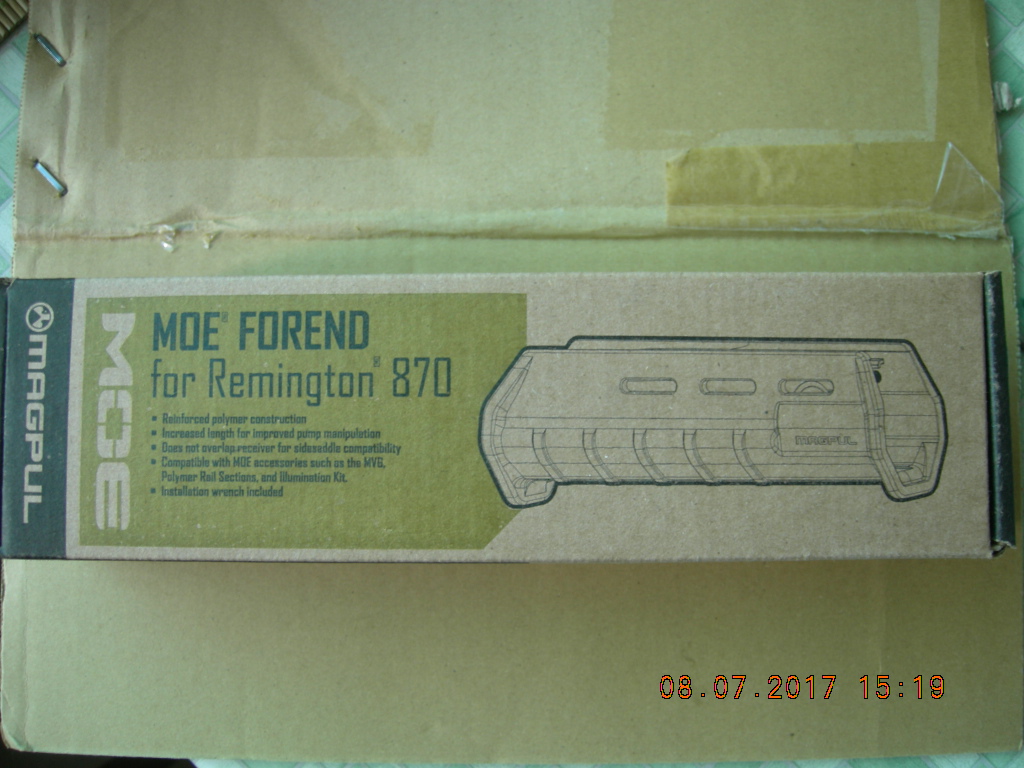 MAGPUL
MOE
MOE® FOREND
for Remington® 870
▪ Reinforced polymer construction
▪ Increased length for improved pump manipulation
▪ Does not overlap receiver for sidesaddle compatibility
▪ Compatible with MOE accessories such as the MVG,
Polymer Rail Sections, and Illumination Kit.
▪ Installation wrench included
MAGPUL
08.07.2017 15:19